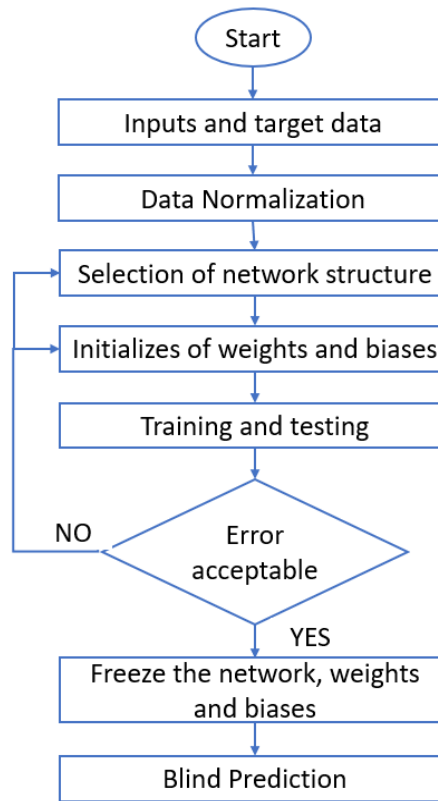 Start
Inputs and target data
Data Normalization
Selection of network structure
Initializes of weights and biases
Training and testing
NO
Error
acceptable
YES
Freeze the network, weights
and biases
Blind Prediction